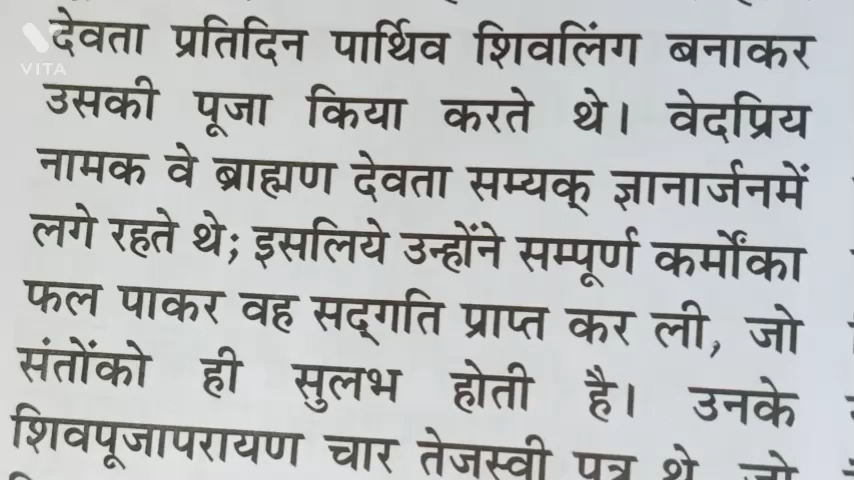 देवता प्रतिदिन पार्थिव शिवलिंग बनाकर
VITA
उसकी पूजा किया करते थे। वेदप्रिय
नामक वे ब्राह्मण देवता सम्यक् ज्ञानार्जनमें
लगे रहते थे; इसलिये उन्होंने सम्पूर्ण कर्मोंका
फल पाकर वह सद्‌गति प्राप्त कर ली, जो
संतोंको ही सुलभ होती है। उनके
शिवपूजापरायण चार तेजस्वी पुत्र थे, जो